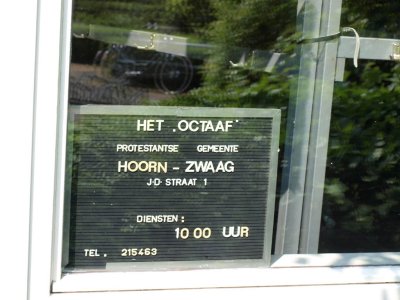 HET „OCTAAF"
PROTESTANTSE GEMEENTE
HOORN - ZWAAG
J.D. STRAAT 1
DIENSTEN:
10 00 UUR
TEL. 215463